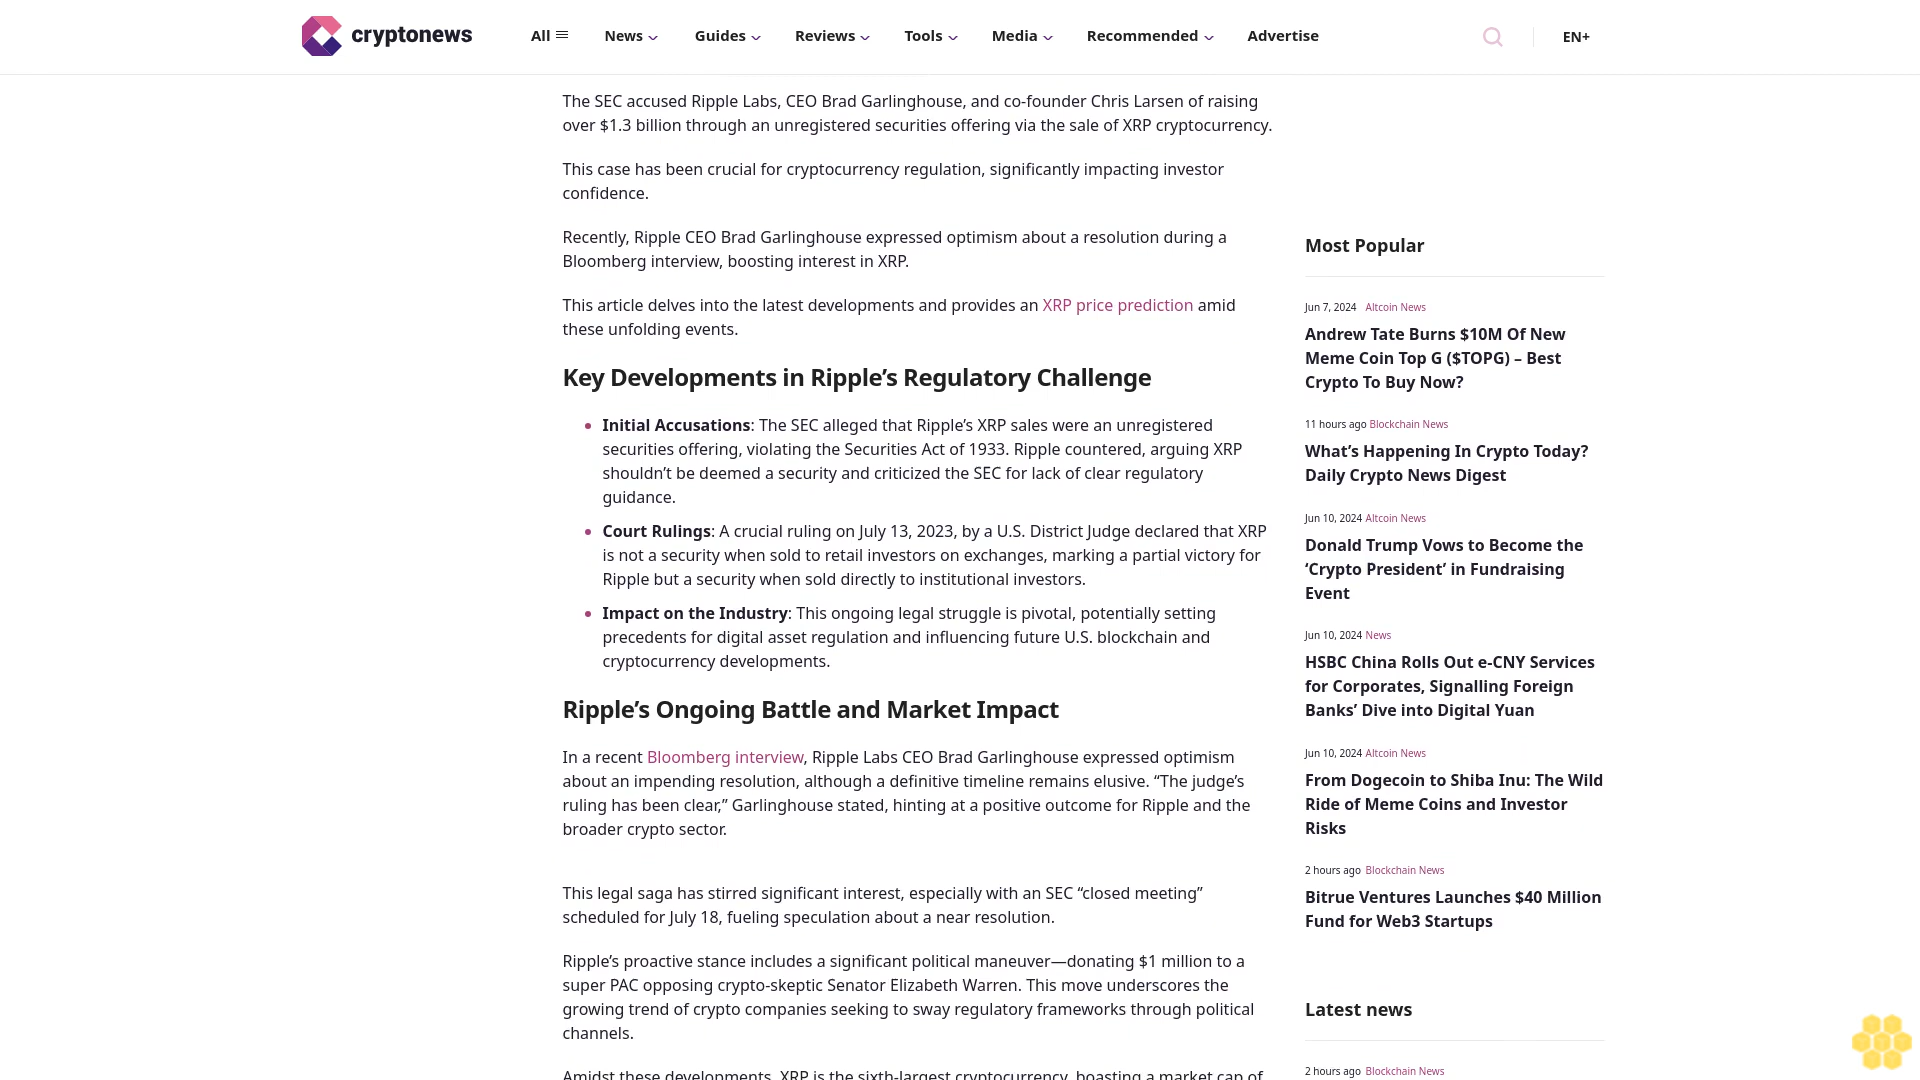 cryptonews
All
News
Guides
Reviews
Tools
Media
Recommended
Advertise
EN+
The SEC accused Ripple Labs, CEO Brad Garlinghouse, and co-founder Chris Larsen of raising
over $1.3 billion through an unregistered securities offering via the sale of XRP cryptocurrency.
This case has been crucial for cryptocurrency regulation, significantly impacting investor
confidence.
Recently, Ripple CEO Brad Garlinghouse expressed optimism about a resolution during a
Bloomberg interview, boosting interest in XRP.
This article delves into the latest developments and provides an XRP price prediction amid
these unfolding events.
Key Developments in Ripple’s Regulatory Challenge
Initial Accusations: The SEC alleged that Ripple’s XRP sales were an unregistered
securities offering, violating the Securities Act of 1933. Ripple countered, arguing XRP
shouldn’t be deemed a security and criticized the SEC for lack of clear regulatory
guidance.
Court Rulings: A crucial ruling on July 13, 2023, by a U.S. District Judge declared that XRP
is not a security when sold to retail investors on exchanges, marking a partial victory for
Ripple but a security when sold directly to institutional investors.
Impact on the Industry: This ongoing legal struggle is pivotal, potentially setting
precedents for digital asset regulation and influencing future U.S. blockchain and
cryptocurrency developments.
Ripple’s Ongoing Battle and Market Impact
In a recent Bloomberg interview, Ripple Labs CEO Brad Garlinghouse expressed optimism
about an impending resolution, although a definitive timeline remains elusive. “The judge’s
ruling has been clear,” Garlinghouse stated, hinting at a positive outcome for Ripple and the
broader crypto sector.
This legal saga has stirred significant interest, especially with an SEC “closed meeting”
scheduled for July 18, fueling speculation about a near resolution.
Ripple’s proactive stance includes a significant political maneuver—donating $1 million to a
super PAC opposing crypto-skeptic Senator Elizabeth Warren. This move underscores the
growing trend of crypto companies seeking to sway regulatory frameworks through political
channels.
Amidst these developments, XRP is the sixth-largest cryptocurrency, boasting a market cap of
Most Popular
Jun 7, 2024 Altcoin News
Andrew Tate Burns $10M Of New
Meme Coin Top G ($TOPG) – Best
Crypto To Buy Now?
11 hours ago Blockchain News
What’s Happening In Crypto Today?
Daily Crypto News Digest
Jun 10, 2024 Altcoin News
Donald Trump Vows to Become the
‘Crypto President’ in Fundraising
Event
Jun 10, 2024 News
HSBC China Rolls Out e-CNY Services
for Corporates, Signalling Foreign
Banks’ Dive into Digital Yuan
Jun 10, 2024 Altcoin News
From Dogecoin to Shiba Inu: The Wild
Ride of Meme Coins and Investor
Risks
2 hours ago Blockchain News
Bitrue Ventures Launches $40 Million
Fund for Web3 Startups
Latest news
2 hours ago Blockchain News